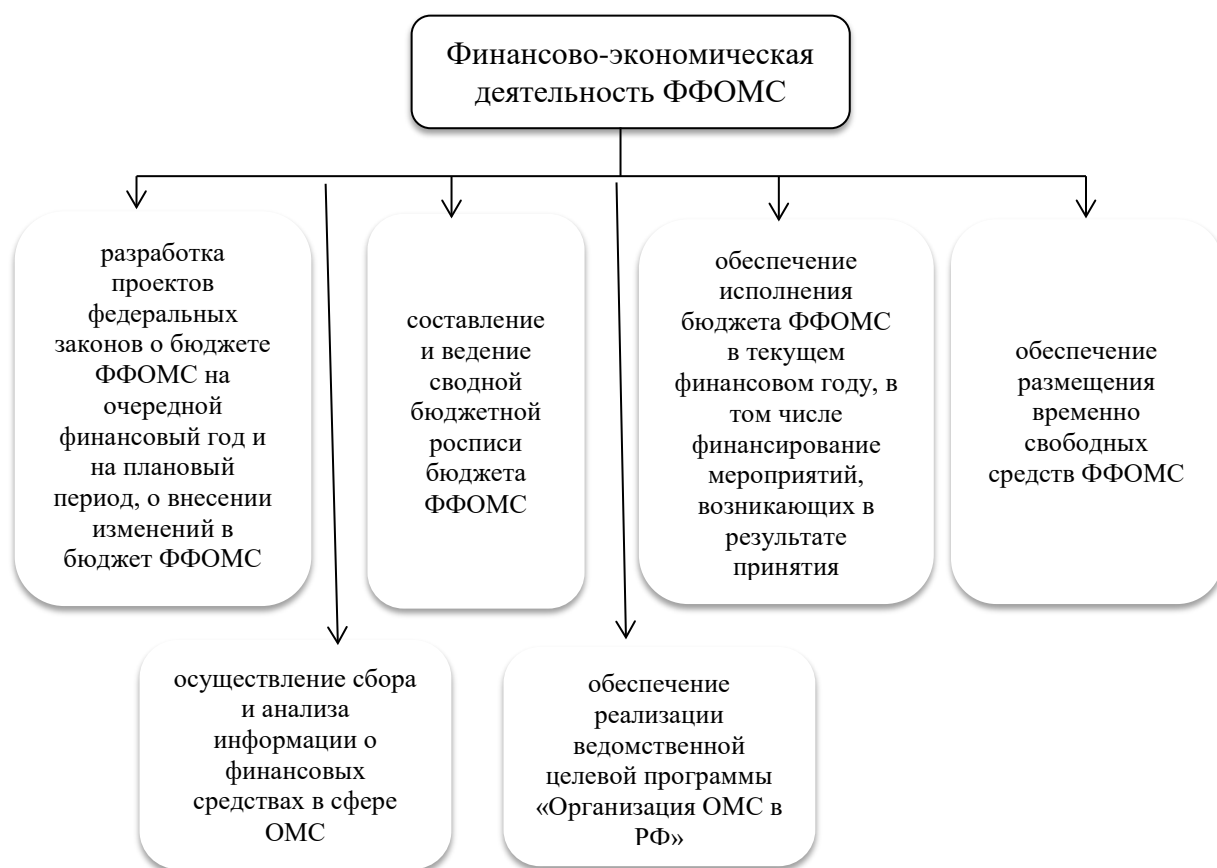 Финансово-экономическая
деятельность ФФОМС
разработка
проектов
федеральных
законов о бюджете
ФФОМС на
очередной
финансовый год и
на плановый
период, о внесении
изменений в
бюджет ФФОМС
составление
и ведение
сводной
бюджетной
росписи
бюджета
ФФОМС
обеспечение
исполнения
бюджета ФФОМС
в текущем
финансовом году, в
том числе
финансирование
мероприятий,
возникающих в
результате
принятия
обеспечение
размещения
временно
свободных
средств ФФОМС
осуществление сбора
и анализа
информации о
финансовых
средствах в сфере
ОМС
обеспечение
реализации
ведомственной
целевой программы
«Организация ОМС в
РФ»